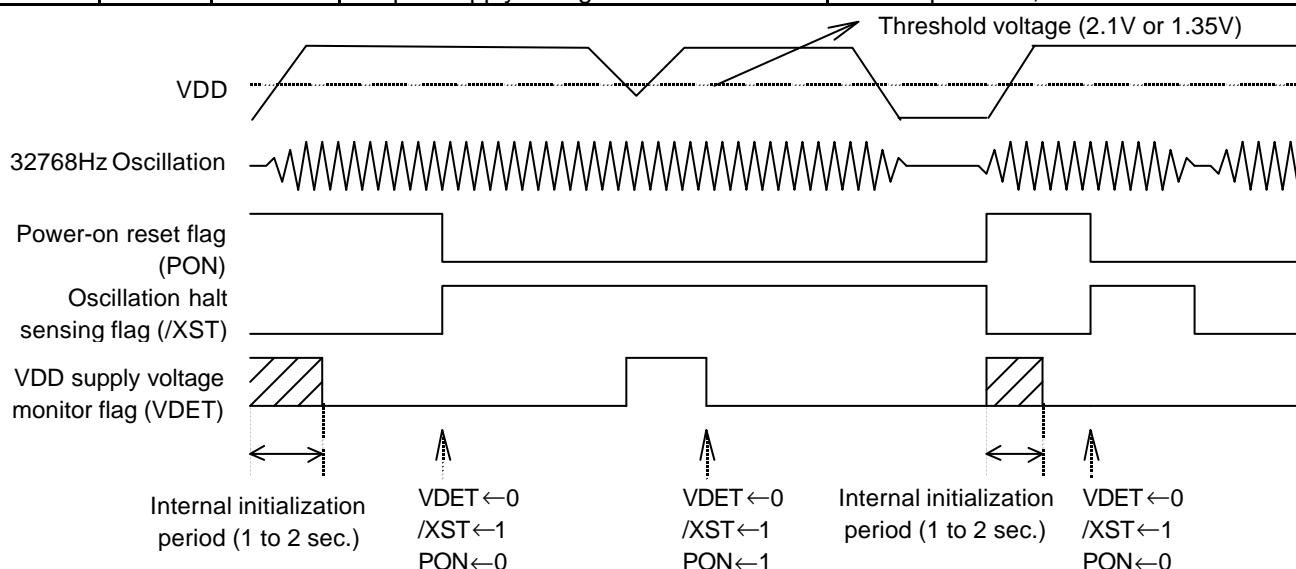 Threshold voltage (2.1V or 1.35V)
VDD
32768Hz Oscillation
Power-on reset flag
(PON)
Oscillation halt
sensing flag (/XST)
VDD supply voltage
monitor flag (VDET)
Internal initialization
period (1 to 2 sec.)
VDET←0
/XST←1
PON←0
VDET←0
/XST←1
PON←1
Internal initialization
period (1 to 2 sec.)
VDET←0
/XST←1
PON←0